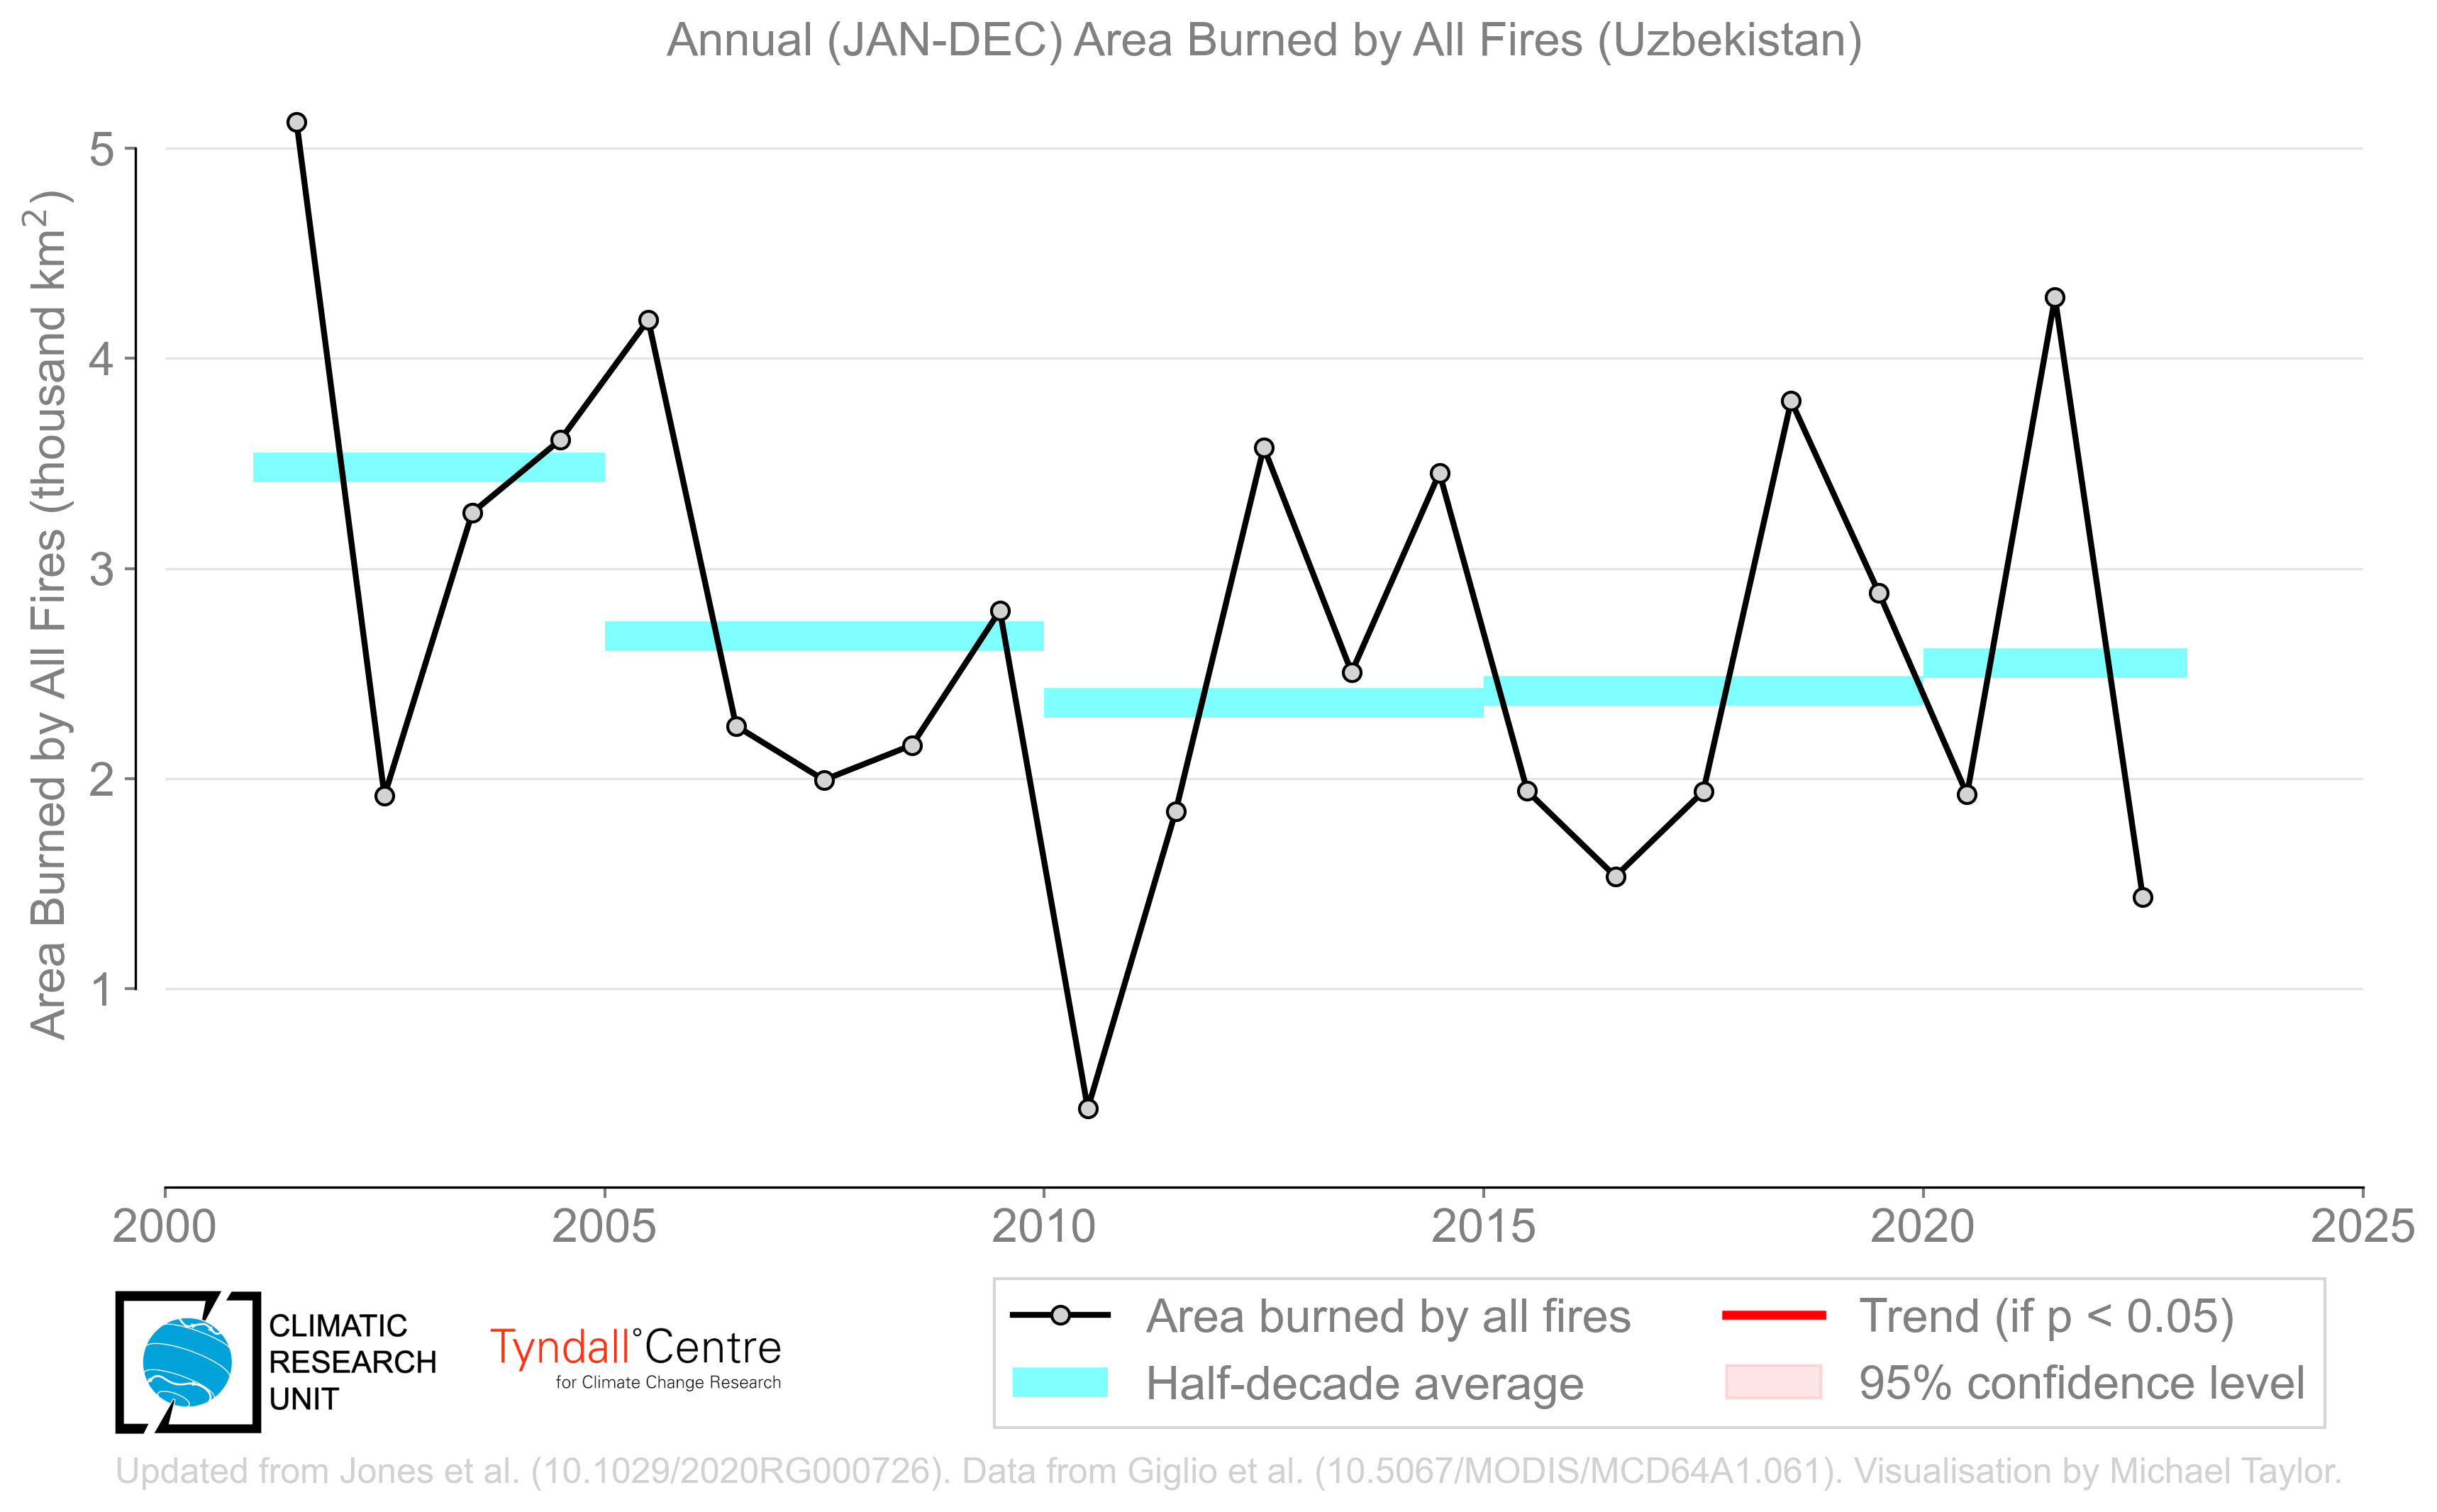 Annual (JAN-DEC) Area Burned by All Fires (Uzbekistan)
Area Burned by All Fires (thousand km²)
5
4
3
2
1
2000 2005 2010 2015 2020 2025
CLIMATIC
RESEARCH
UNIT
Tyndall°Centre
for Climate Change Research
Area burned by all fires
Half-decade average
Trend (if p < 0.05)
95% confidence level
Updated from Jones et al. (10.1029/2020RG000726). Data from Giglio et al. (10.5067/MODIS/MCD64A1.061). Visualisation by Michael Taylor.